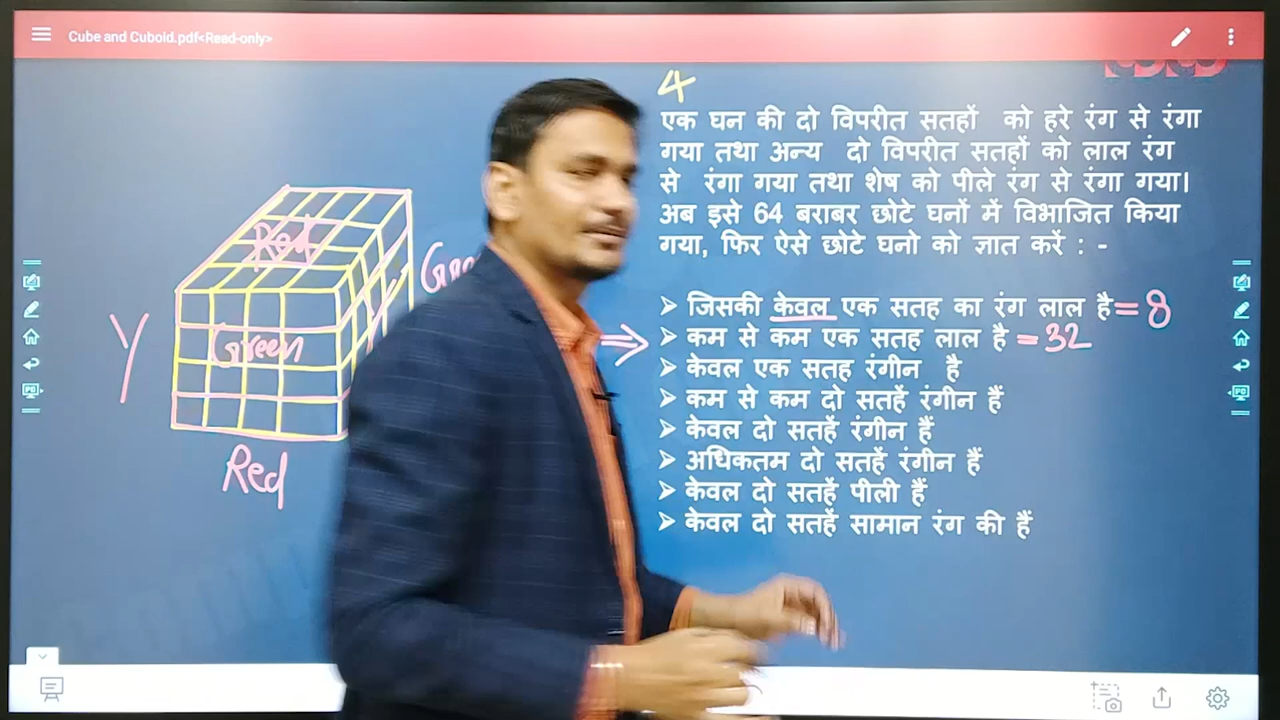 Cube and Cuboid.pdf<Read-only>
4
एक घन की दो विपरीत सतहों को हरे रंग से रंगा
गया तथा अन्य दो विपरीत सतहों को लाल रंग
से रंगा गया तथा शेष को पीले रंग से रंगा गया।
अब इसे 64 बराबर छोटे घनों में विभाजित किया
गया, फिर ऐसे छोटे घनो को ज्ञात करें : -
➢ जिसकी केवल एक सतह का रंग लाल है = 8
➢ कम से कम एक सतह लाल है = 32
➢ केवल एक सतह रंगीन है
➢ कम से कम दो सतहें रंगीन हैं
➢ केवल दो सतहें रंगीन हैं
➢ अधिकतम दो सतहें रंगीन हैं
➢ केवल दो सतहें पीली हैं
➢ केवल दो सतहें सामान रंग की हैं
Red
Y
Green
Red